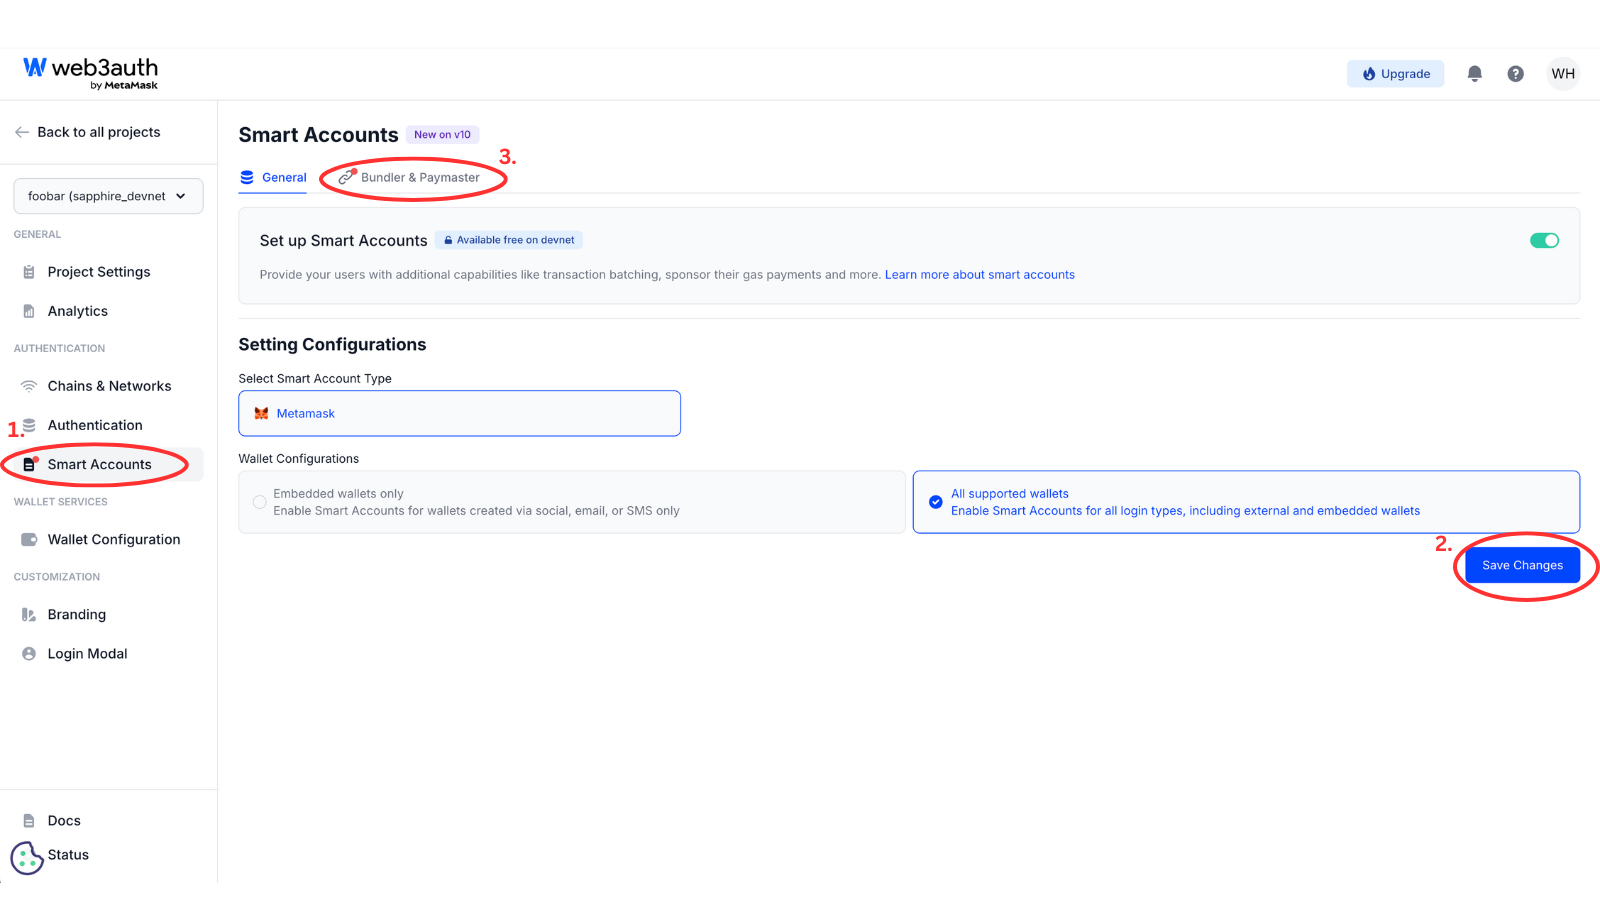 web3auth
by MetaMask
Upgrade
WH
Back to all projects
foobar (sapphire_devnet
GENERAL
Project Settings
Analytics
AUTHENTICATION
Chains & Networks
Authentication
1.
Smart Accounts
WALLET SERVICES
Wallet Configuration
CUSTOMIZATION
Branding
Login Modal
Docs
Status
Smart Accounts New on v10
3.
General Bundler & Paymaster
Set up Smart Accounts Available free on devnet
Provide your users with additional capabilities like transaction batching, sponsor their gas payments and more. Learn more about smart accounts
Setting Configurations
Select Smart Account Type
Metamask
Wallet Configurations
Embedded wallets only
Enable Smart Accounts for wallets created via social, email, or SMS only
All supported wallets
Enable Smart Accounts for all login types, including external and embedded wallets
2.
Save Changes